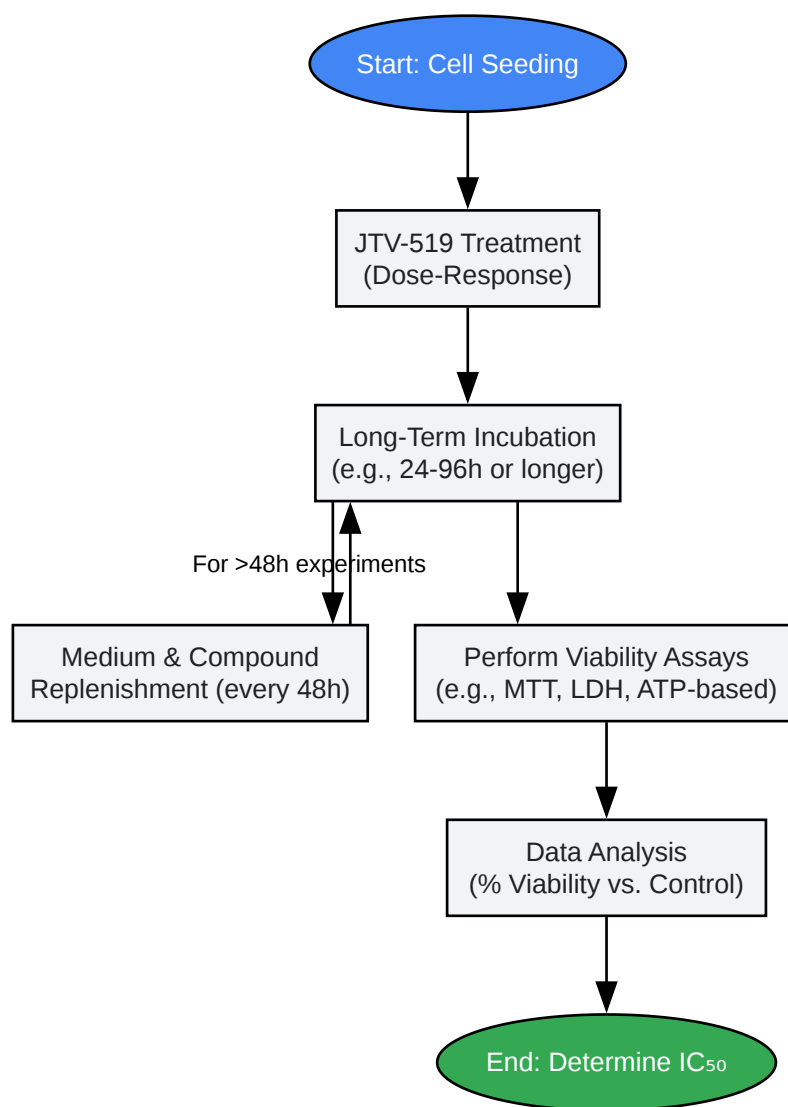 Start: Cell Seeding
JTV-519 Treatment
(Dose-Response)
Long-Term Incubation
(e.g., 24-96h or longer)
For >48h experiments
Medium & Compound
Replenishment (every 48h)
Perform Viability Assays
(e.g., MTT, LDH, ATP-based)
Data Analysis
(% Viability vs. Control)
End: Determine IC₅₀